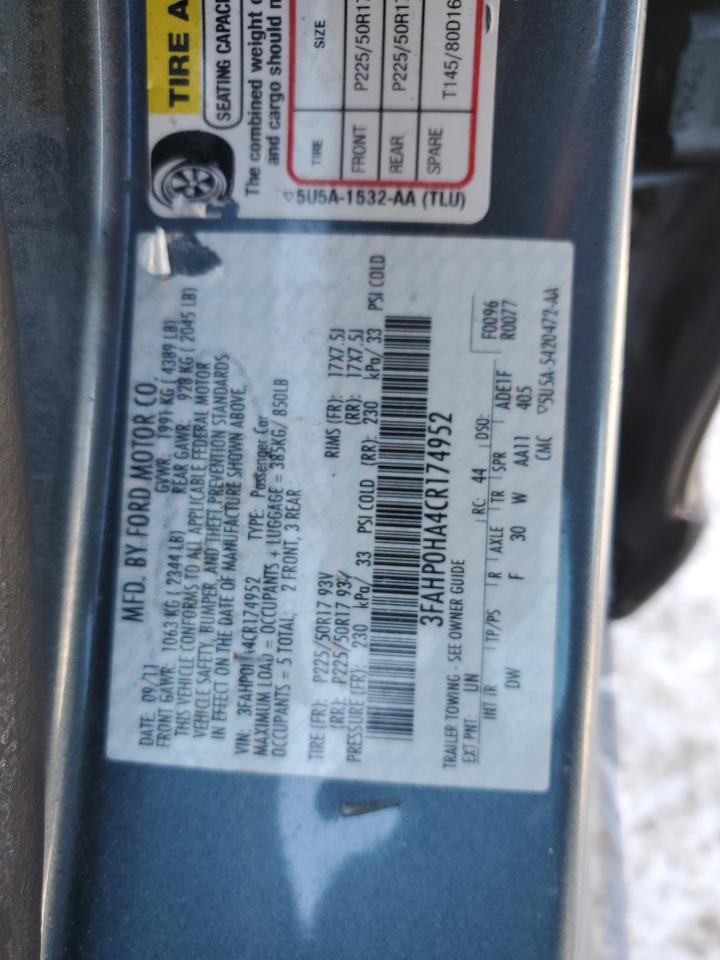 TIRE A
SEATING CAPAC
The combined weight o
and cargo should n
TIRE SIZE
FRONT P225/50R17
REAR P225/50R17
SPARE T145/80D16
5U5A-1532-AA (TLU)
MFD. BY FORD MOTOR CO.
DATE: 09/11 GVWR: 1991 KG ( 4389 LB)
FRONT GAWR: 1063 KG ( 2344 LB) REAR GAWR: 928 KG ( 2045 LB)
THIS VEHICLE CONFORMS TO ALL APPLICABLE FEDERAL MOTOR
VEHICLE SAFETY, BUMPER, AND THEFT PREVENTION STANDARDS
IN EFFECT ON THE DATE OF MANUFACTURE SHOWN ABOVE.
VIN: 3FAHP0HA4CR174952 TYPE: Passenger Car
MAXIMUM LOAD = OCCUPANTS + LUGGAGE = 385KG/ 850LB
OCCUPANTS = 5 TOTAL: 2 FRONT, 3 REAR
TIRE (FR): P225/50R17 93V RIMS (FR): 17X7.5J
(RR): P225/50R17 93V (RR): 17X7.5J
PRESSURE (FR): 230 kPa/ 33 PSI COLD (RR): 230 kPa/ 33 PSI COLD
3FAHP0HA4CR174952
TRAILER TOWING - SEE OWNER GUIDE F0096
EXT PNT: UN RC: 44 DSO: R0077
INT TR TP/PS R AXLE TR SPR ADE1F
DW F 30 W AA11 405
CMC 5U5A-5420472-AA